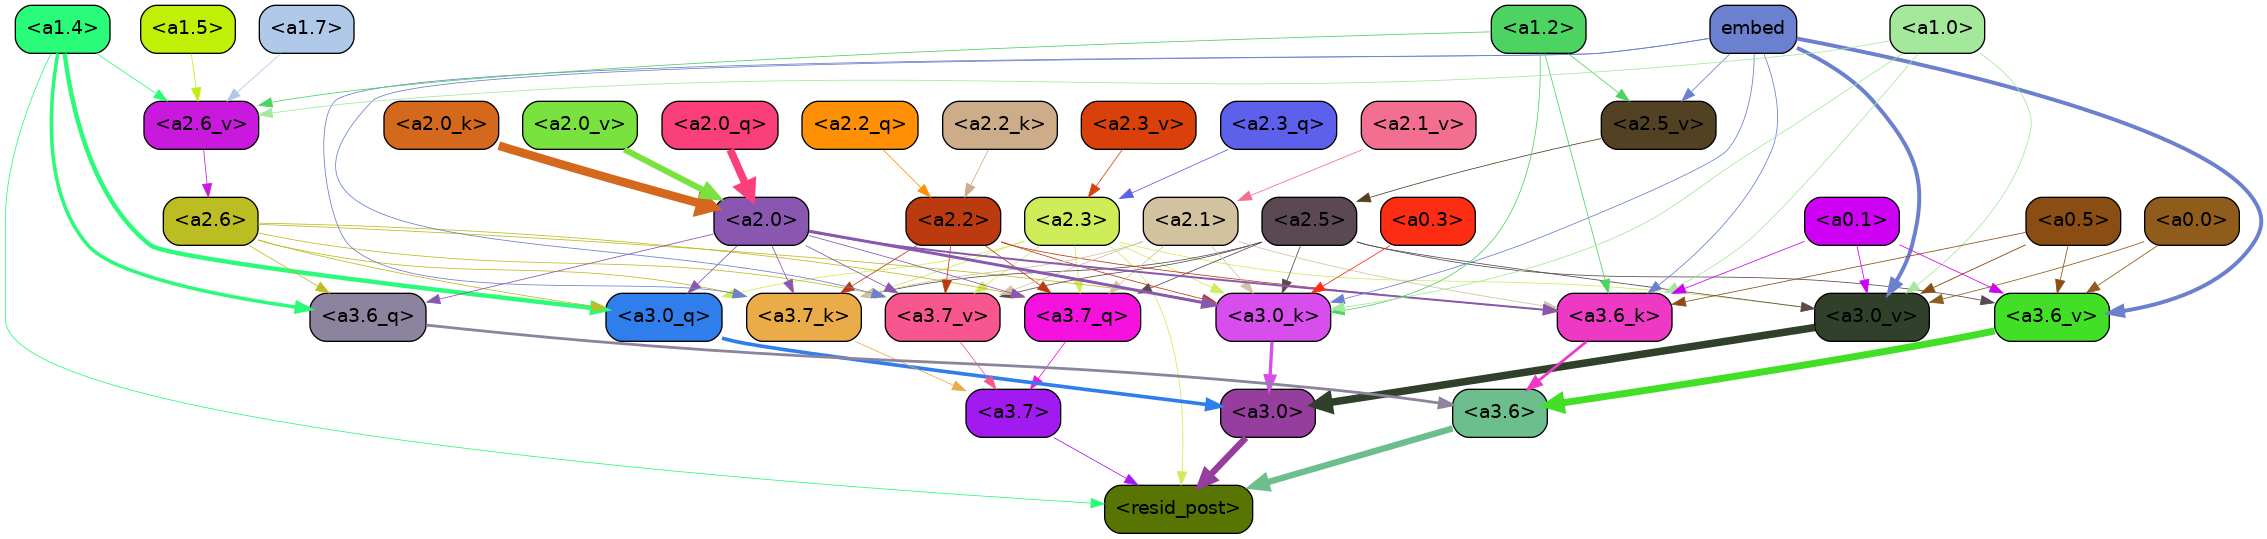 <a1.4> <a1.5> <a1.7> <a1.2> embed <a1.0>
<a2.6_v> <a2.0_k> <a2.0_v> <a2.0_q> <a2.2_q> <a2.2_k> <a2.3_v> <a2.3_q> <a2.1_v> <a2.5_v>
<a2.6> <a2.0> <a2.2> <a2.3> <a2.1> <a2.5> <a0.3> <a0.1> <a0.5> <a0.0>
<a3.6_q> <a3.0_q> <a3.7_k> <a3.7_v> <a3.7_q> <a3.0_k> <a3.6_k> <a3.0_v> <a3.6_v>
<a3.7> <a3.0> <a3.6>
<resid_post>